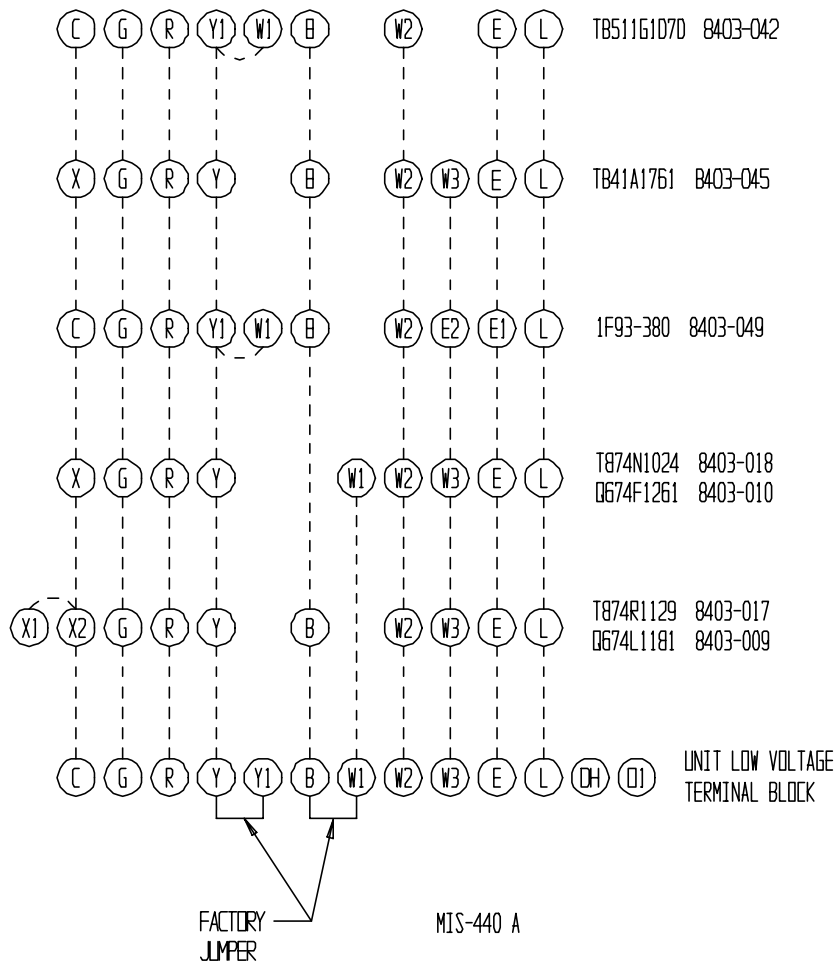 C G R Y1 W1 B W2 E L TB511G1070 8403-042
X G R Y B W2 W3 E L TB41A1761 8403-045
C G R Y1 W1 B W2 E2 E1 L 1F93-380 8403-049
X G R Y W1 W2 W3 E L T874N1024 8403-018
Q674F1261 8403-010
X1 X2 G R Y B W2 W3 E L T874R1129 8403-017
Q674L1181 8403-009
C G R Y Y1 B W1 W2 W3 E L OH O1 UNIT LOW VOLTAGE
TERMINAL BLOCK
FACTORY
JUMPER
MIS-440 A